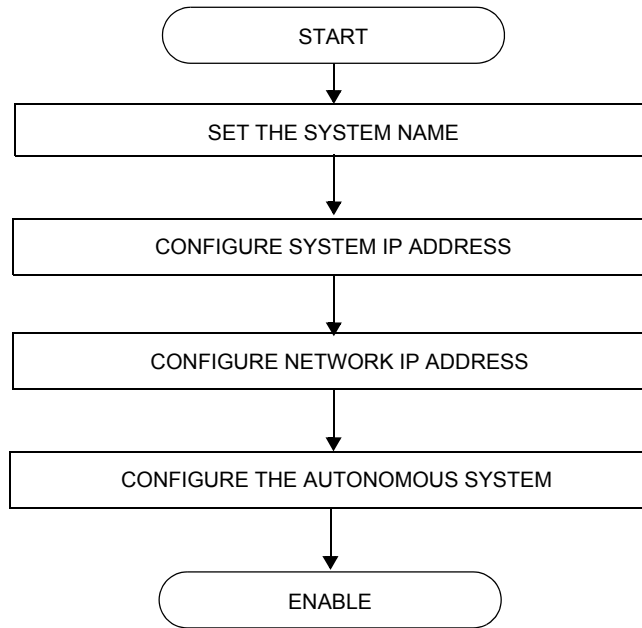 START
SET THE SYSTEM NAME
CONFIGURE SYSTEM IP ADDRESS
CONFIGURE NETWORK IP ADDRESS
CONFIGURE THE AUTONOMOUS SYSTEM
ENABLE